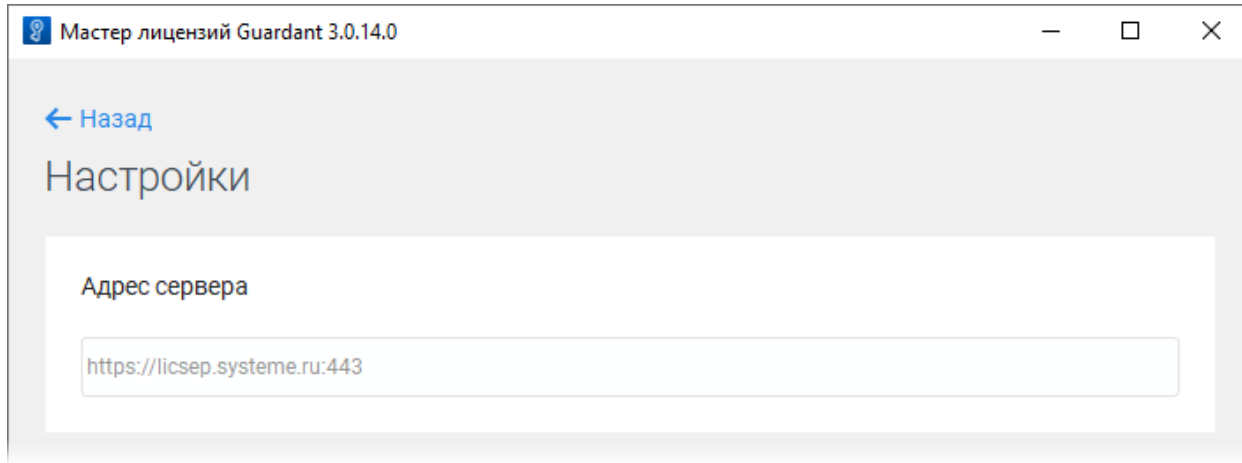 Мастер лицензий Guardant 3.0.14.0
← Назад
Настройки
Адрес сервера
https://licsep.systeme.ru:443